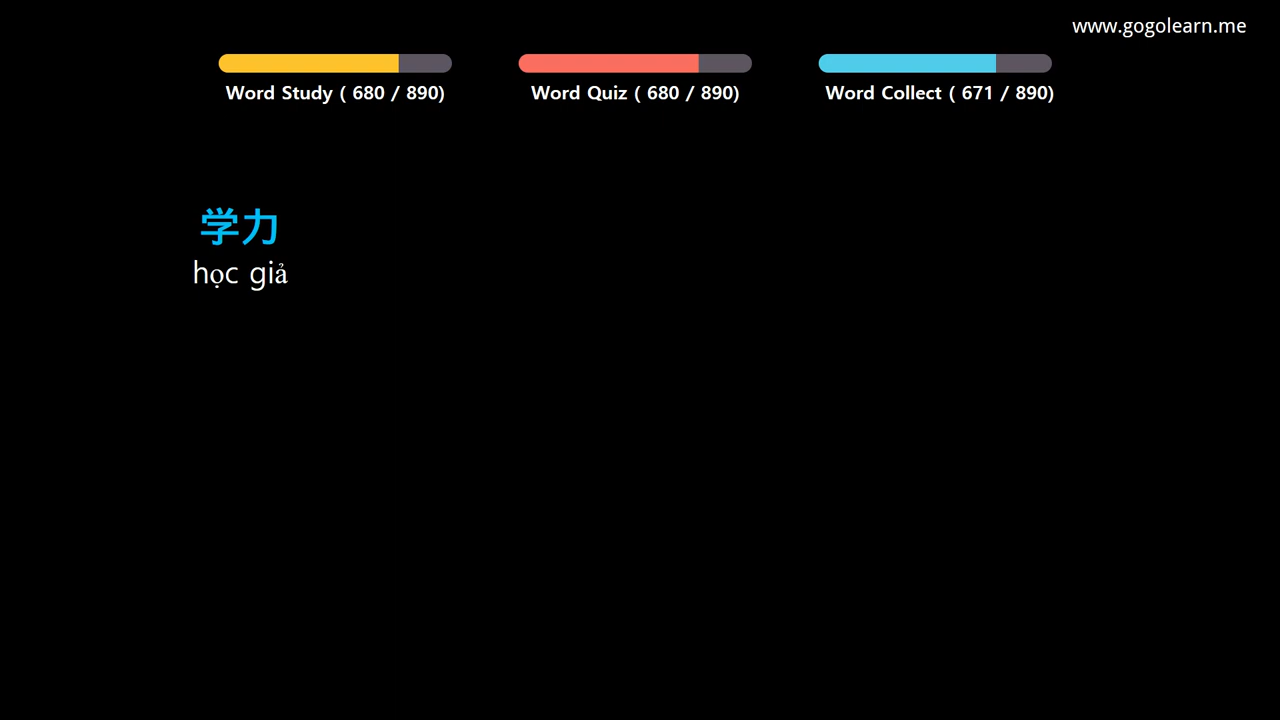 www.gogolearn.me
Word Study ( 680 / 890)
Word Quiz ( 680 / 890)
Word Collect ( 671 / 890)
学力
học giả